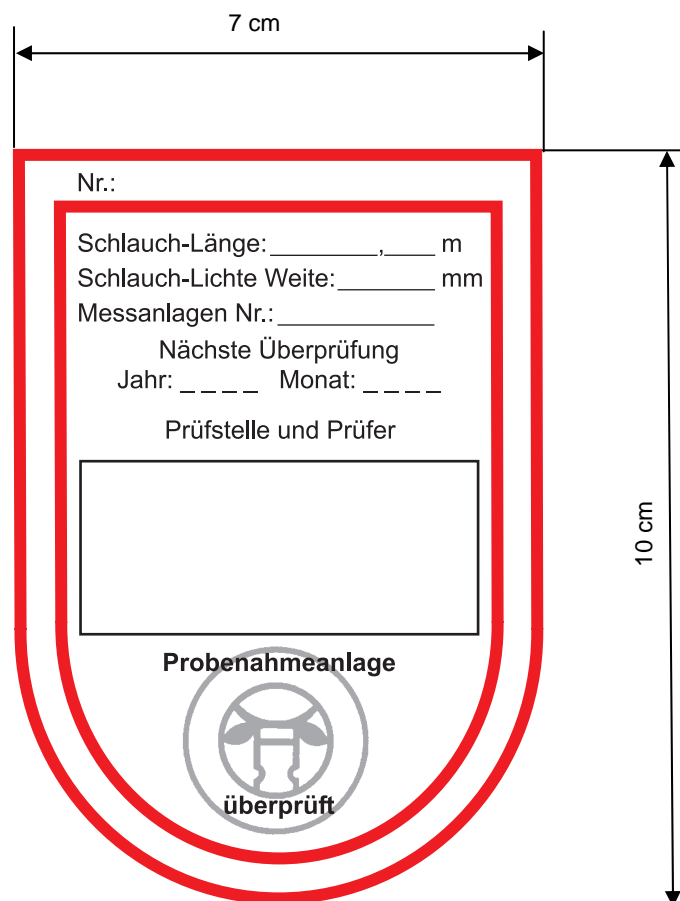 7 cm
Nr.:
Schlauch-Länge:________,____ m
Schlauch-Lichte Weite:_______ mm
Messanlagen Nr.:___________
Nächste Überprüfung
Jahr: _ _ _ _ Monat: _ _ _ _
Prüfstelle und Prüfer
10 cm
Probenahmeanlage
überprüft